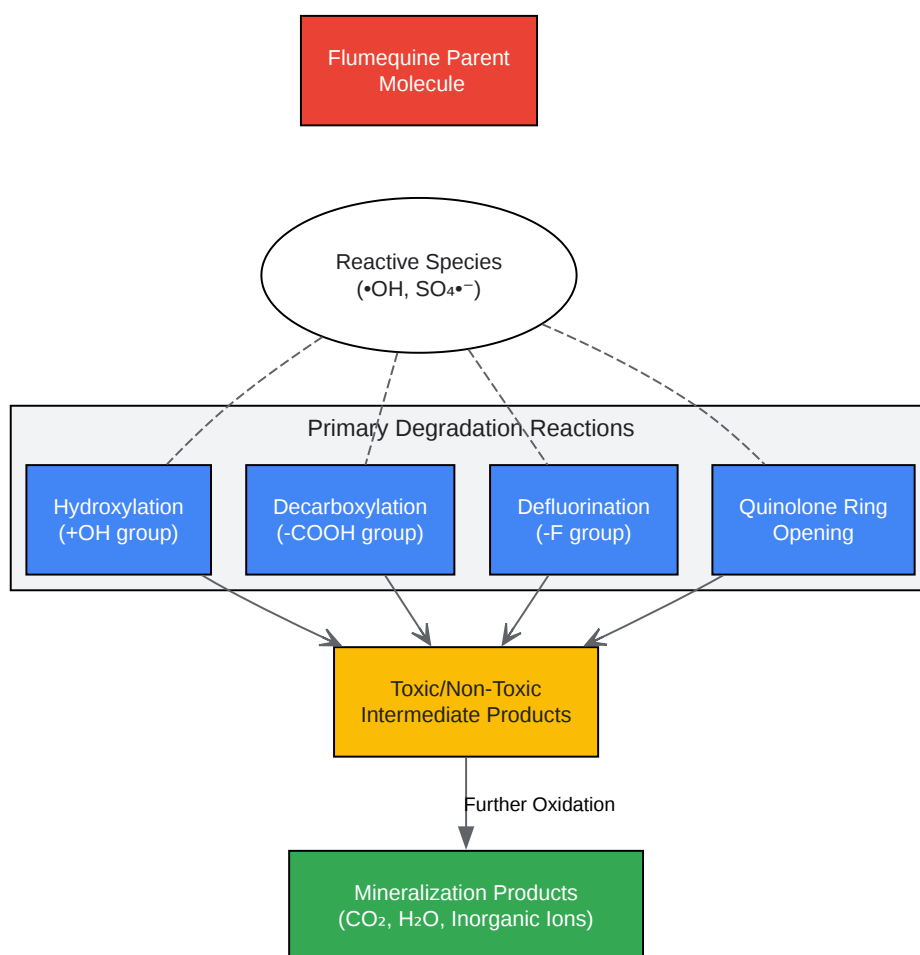 Flumequine Parent
Molecule
Reactive Species
(•OH, SO₄•⁻)
Primary Degradation Reactions
Hydroxylation
(+OH group)
Decarboxylation
(-COOH group)
Defluorination
(-F group)
Quinolone Ring
Opening
Toxic/Non-Toxic
Intermediate Products
Further Oxidation
Mineralization Products
(CO₂, H₂O, Inorganic Ions)